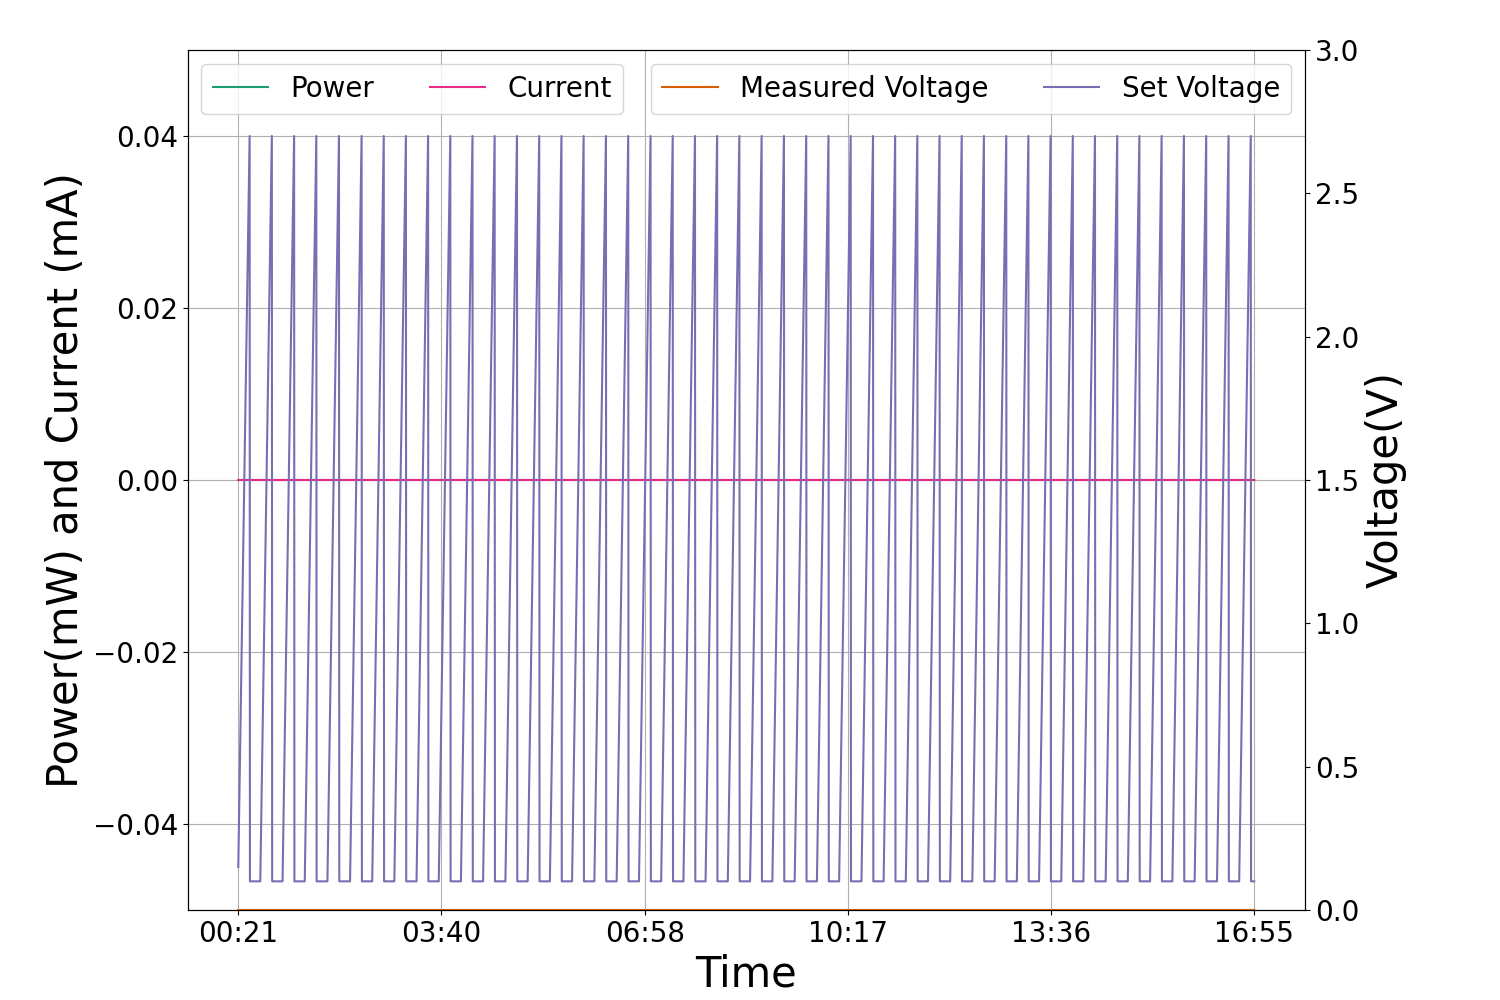 Power Current Measured Voltage Set Voltage
Power(mW) and Current (mA)
0.04
0.02
0.00
−0.02
−0.04
3.0
2.5
2.0
1.5
1.0
0.5
0.0
Voltage(V)
00:21 03:40 06:58 10:17 13:36 16:55
Time